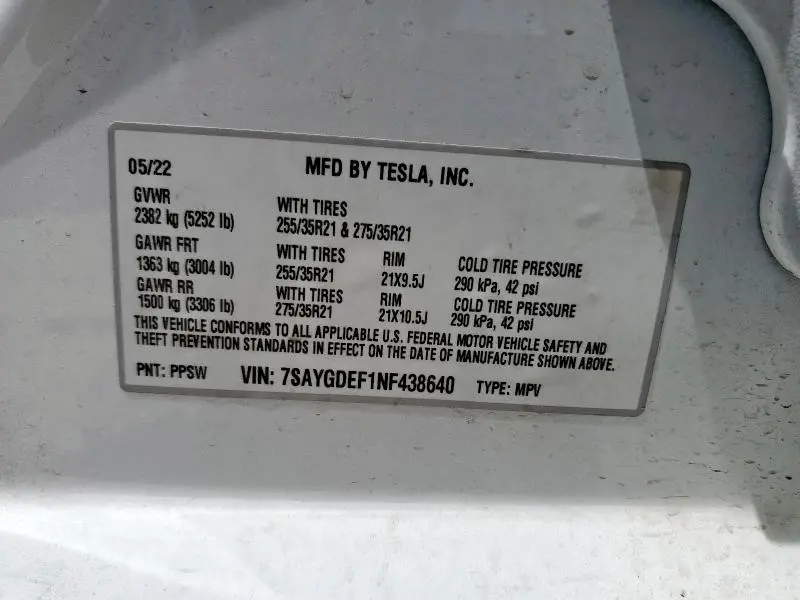 05/22 MFD BY TESLA, INC.
GVWR
2382 kg (5252 lb)
WITH TIRES
255/35R21 & 275/35R21
GAWR FRT
1363 kg (3004 lb)
WITH TIRES
255/35R21
RIM
21X9.5J
COLD TIRE PRESSURE
290 kPa, 42 psi
GAWR RR
1500 kg (3306 lb)
WITH TIRES
275/35R21
RIM
21X10.5J
COLD TIRE PRESSURE
290 kPa, 42 psi
THIS VEHICLE CONFORMS TO ALL APPLICABLE U.S. FEDERAL MOTOR VEHICLE SAFETY AND
THEFT PREVENTION STANDARDS IN EFFECT ON THE DATE OF MANUFACTURE SHOWN ABOVE.
PNT: PPSW VIN: 7SAYGDEF1NF438640 TYPE: MPV